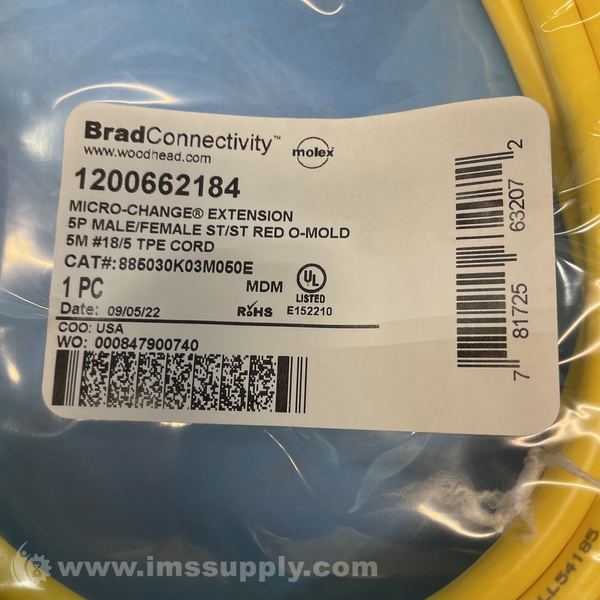 BradConnectivity™
www.woodhead.com
molex
1200662184
MICRO-CHANGE® EXTENSION
5P MALE/FEMALE ST/ST RED O-MOLD
5M #18/5 TPE CORD
CAT#:885030K03M050E
1 PC
MDM
UL
LISTED
E152210
Date: 09/05/22
RoHS
COO: USA
WO: 000847900740
7 81725 63207 2
LL54185
www.imssupply.com